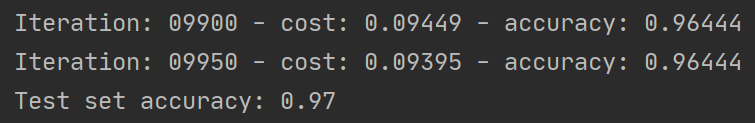 Iteration: 09900 - cost: 0.09449 - accuracy: 0.96444
Iteration: 09950 - cost: 0.09395 - accuracy: 0.96444
Test set accuracy: 0.97